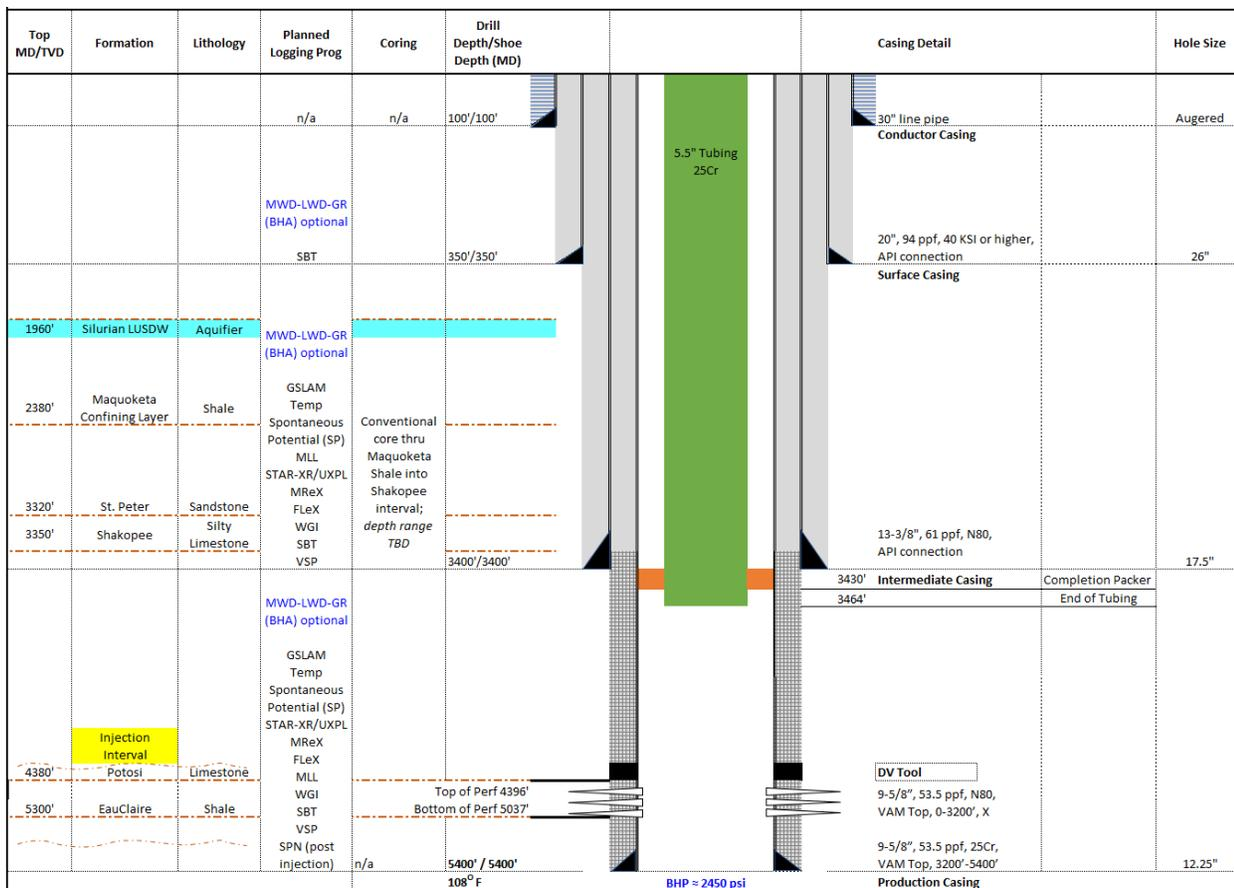 Top
MD/TVD
Formation
Lithology
Planned
Logging Prog
Coring
Drill
Depth/Shoe
Depth (MD)
Casing Detail
Hole Size
n/a
n/a
100'/100'
30" line pipe
Augered
Conductor Casing
5.5" Tubing
25Cr
MWD-LWD-GR
(BHA) optional
SBT
350'/350'
20", 94 ppf, 40 KSI or higher,
API connection
26"
Surface Casing
1960'
Silurian LUSDW
Aquifier
MWD-LWD-GR
(BHA) optional
2380'
Maquoketa
Confining Layer
Shale
GSLAM
Temp
Spontaneous
Potential (SP)
MLL
STAR-XR/UXPL
MReX
FLeX
WGI
SBT
VSP
Conventional
core thru
Maquoketa
Shale into
Shakopee
interval;
depth range
TBD
3320'
St. Peter
Sandstone
3350'
Shakopee
Silty
Limestone
3400'/3400'
13-3/8", 61 ppf, N80,
API connection
17.5"
3430'
Intermediate Casing
Completion Packer
3464'
End of Tubing
MWD-LWD-GR
(BHA) optional
GSLAM
Temp
Spontaneous
Potential (SP)
STAR-XR/UXPL
MReX
FLeX
MLL
WGI
SBT
VSP
SPN (post
injection)
Injection
Interval
4380'
Potosi
Limestone
DV Tool
Top of Perf 4396'
Bottom of Perf 5037'
5300'
EauClaire
Shale
9-5/8”, 53.5 ppf, N80,
VAM Top, 0-3200’, X
9-5/8”, 53.5 ppf, 25Cr,
VAM Top, 3200’-5400’
12.25"
n/a
5400' / 5400'
108O F
BHP ≈ 2450 psi
Production Casing